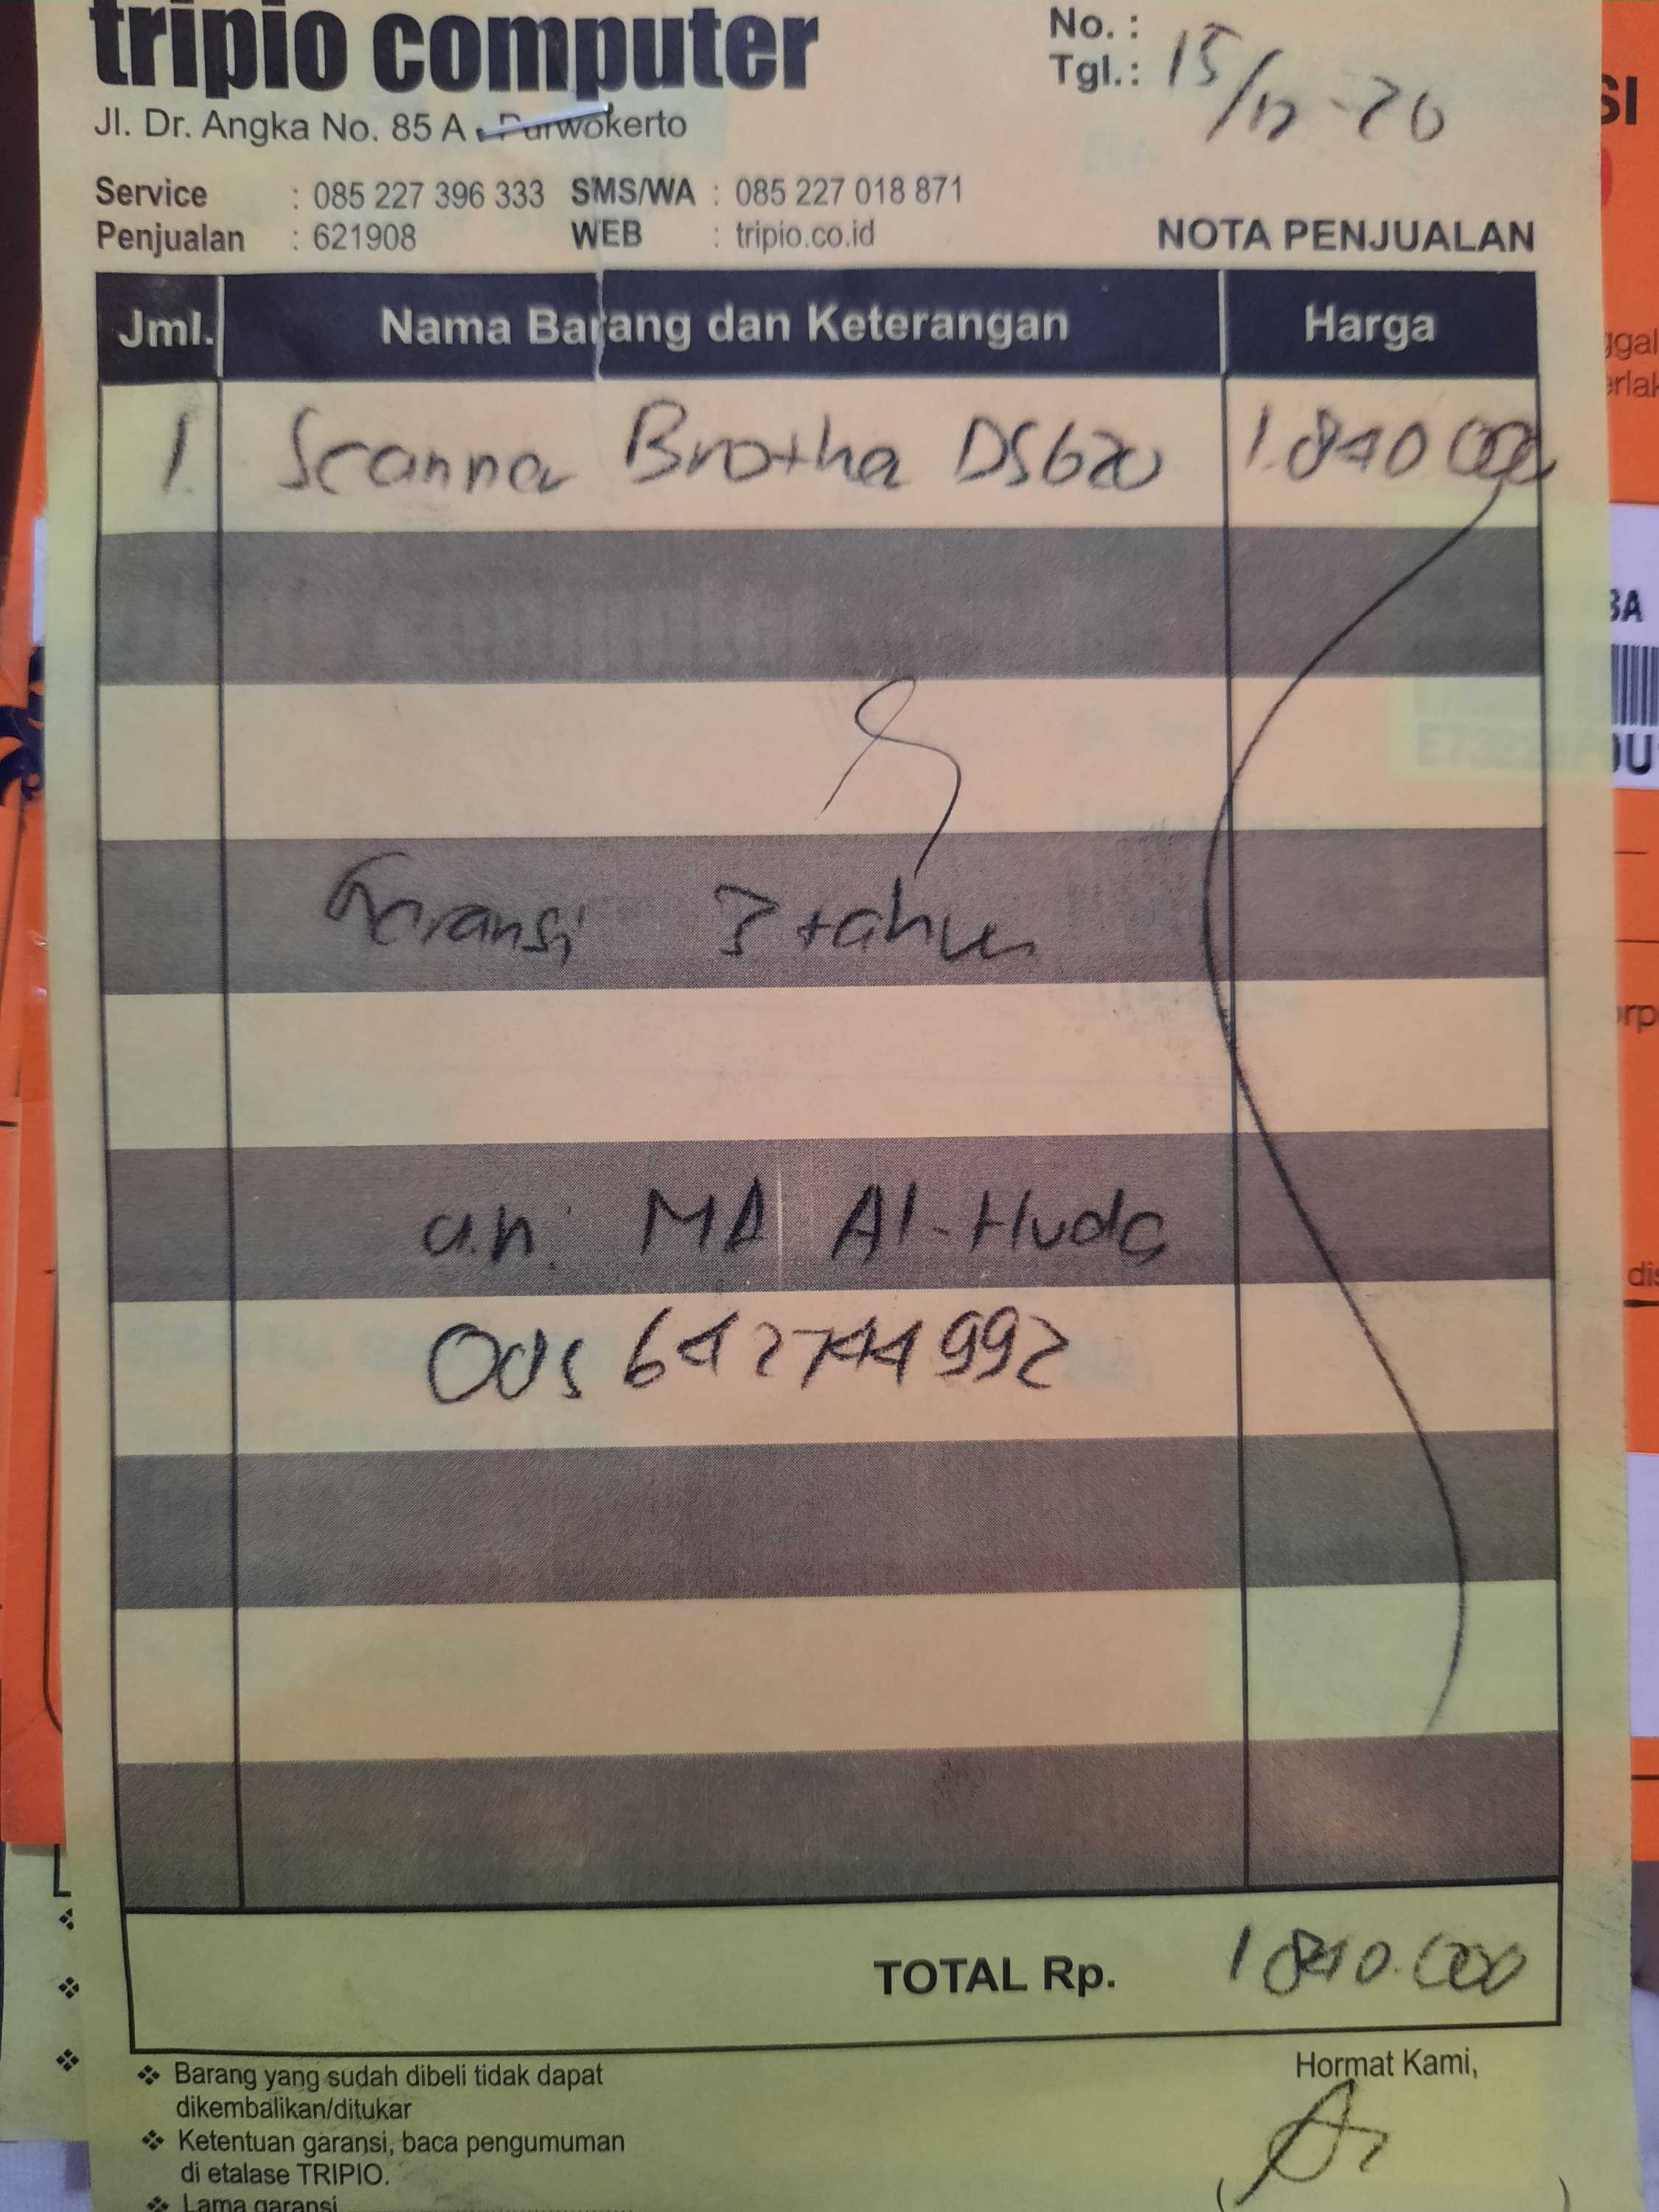 tripio computer
No. :
Tgl.: 15/12-20
Jl. Dr. Angka No. 85 A - Purwokerto
Service : 085 227 396 333 SMS/WA : 085 227 018 871
Penjualan : 621908 WEB : tripio.co.id
NOTA PENJUALAN
Jml. Nama Barang dan Keterangan Harga
1. Scanner Brother DS620 1.840.000
Garansi 3 tahun
a.n. MA Al-Huda
085642744992
TOTAL Rp. 1.840.000
❖ Barang yang sudah dibeli tidak dapat
dikembalikan/ditukar
❖ Ketentuan garansi, baca pengumuman
di etalase TRIPIO.
❖ Lama garansi
Hormat Kami,
( )
SI
3A